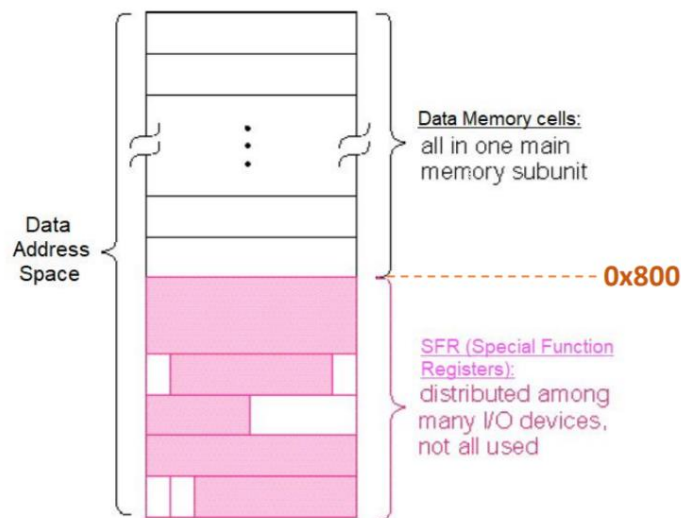 Data Memory cells:
all in one main
memory subunit
Data
Address
Space
0x800
SFR (Special Function
Registers):
distributed among
many I/O devices,
not all used